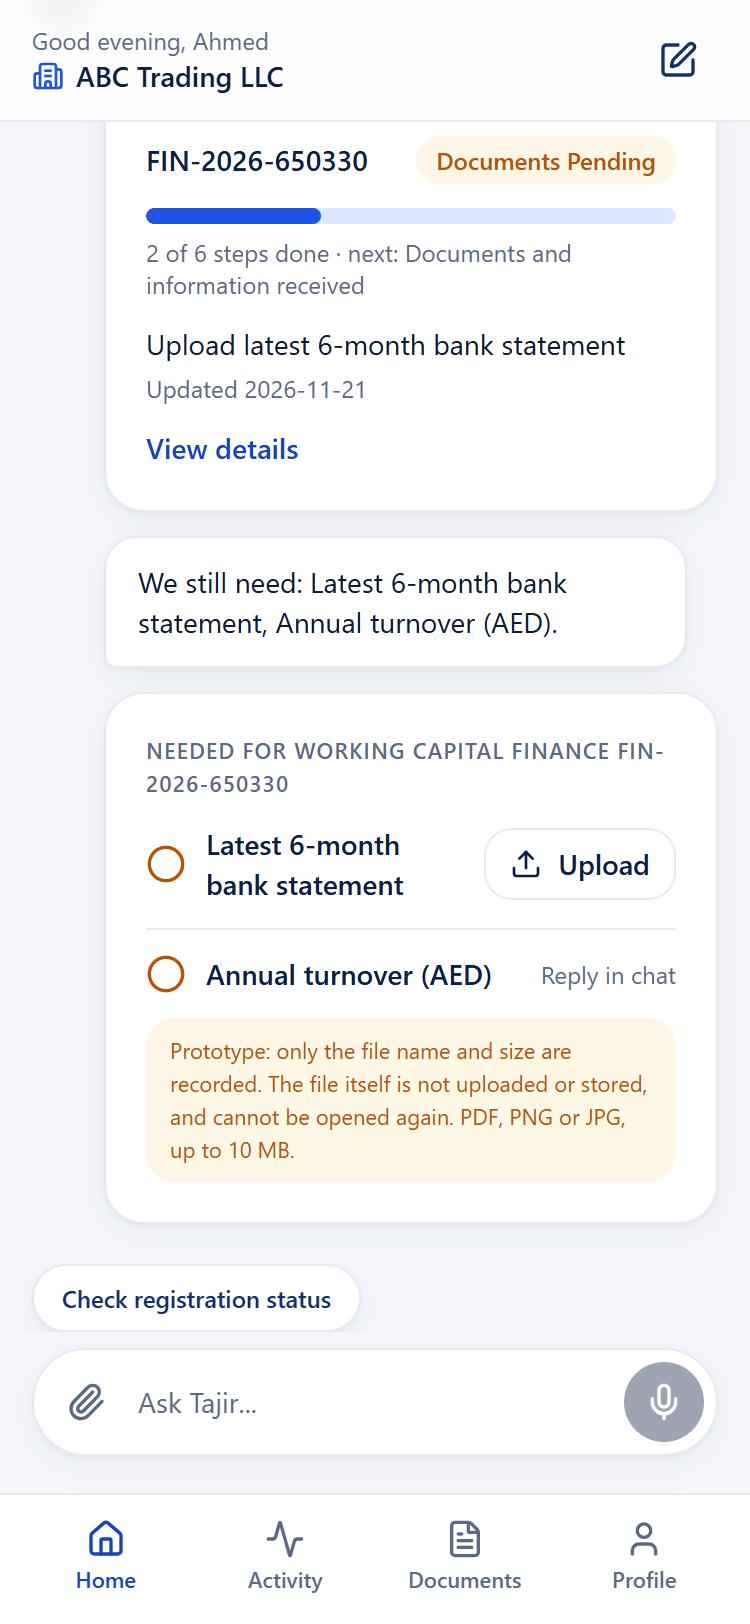 Good evening, Ahmed
ABC Trading LLC
FIN-2026-650330
Documents Pending
2 of 6 steps done · next: Documents and
information received
Upload latest 6-month bank statement
Updated 2026-11-21
View details
We still need: Latest 6-month bank
statement, Annual turnover (AED).
NEEDED FOR WORKING CAPITAL FINANCE FIN-
2026-650330
Latest 6-month
bank statement
Upload
Annual turnover (AED)
Reply in chat
Prototype: only the file name and size are
recorded. The file itself is not uploaded or stored,
and cannot be opened again. PDF, PNG or JPG,
up to 10 MB.
Check registration status
Ask Tajir...
Home
Activity
Documents
Profile